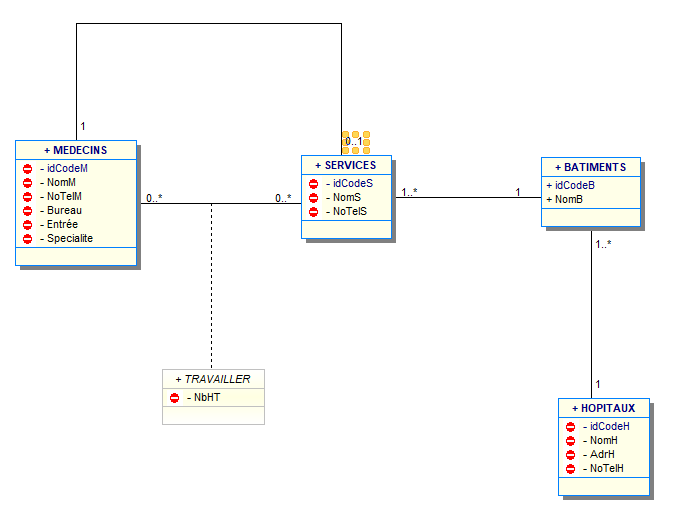 1
0..1
+ MEDECINS
- idCodeM
- NomM
- NoTelM
- Bureau
- Entrée
- Specialite
0..*
0..*
+ SERVICES
- idCodeS
- NomS
- NoTelS
1..*
1
+ BATIMENTS
+ idCodeB
+ NomB
1..*
1
+ TRAVAILLER
- NbHT
+ HOPITAUX
- idCodeH
- NomH
- AdrH
- NoTelH